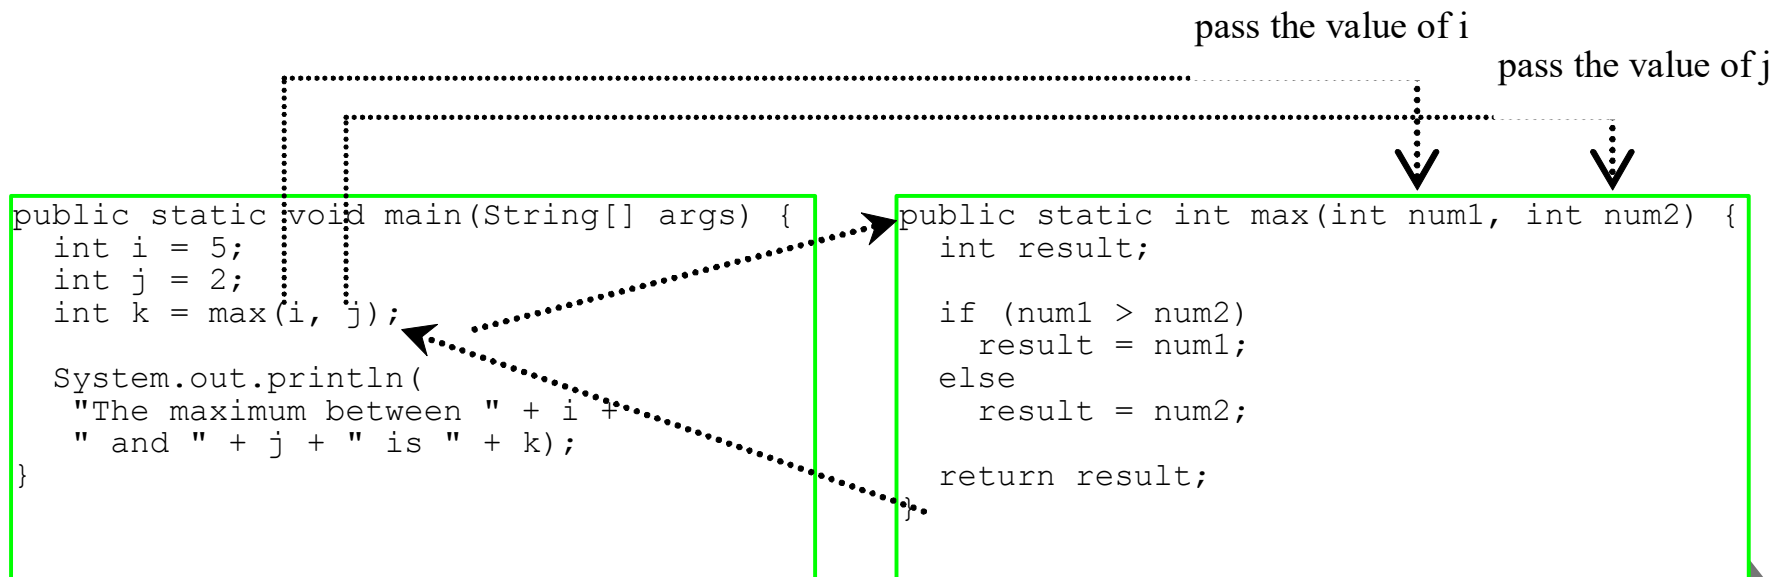 pass the value of i
pass the value of j
public static void main(String[] args) {
  int i = 5;
  int j = 2;
  int k = max(i, j);

  System.out.println(
   "The maximum between " + i +
   " and " + j + " is " + k);
}
public static int max(int num1, int num2) {
  int result;

  if (num1 > num2)
    result = num1;
  else
    result = num2;

  return result;
}